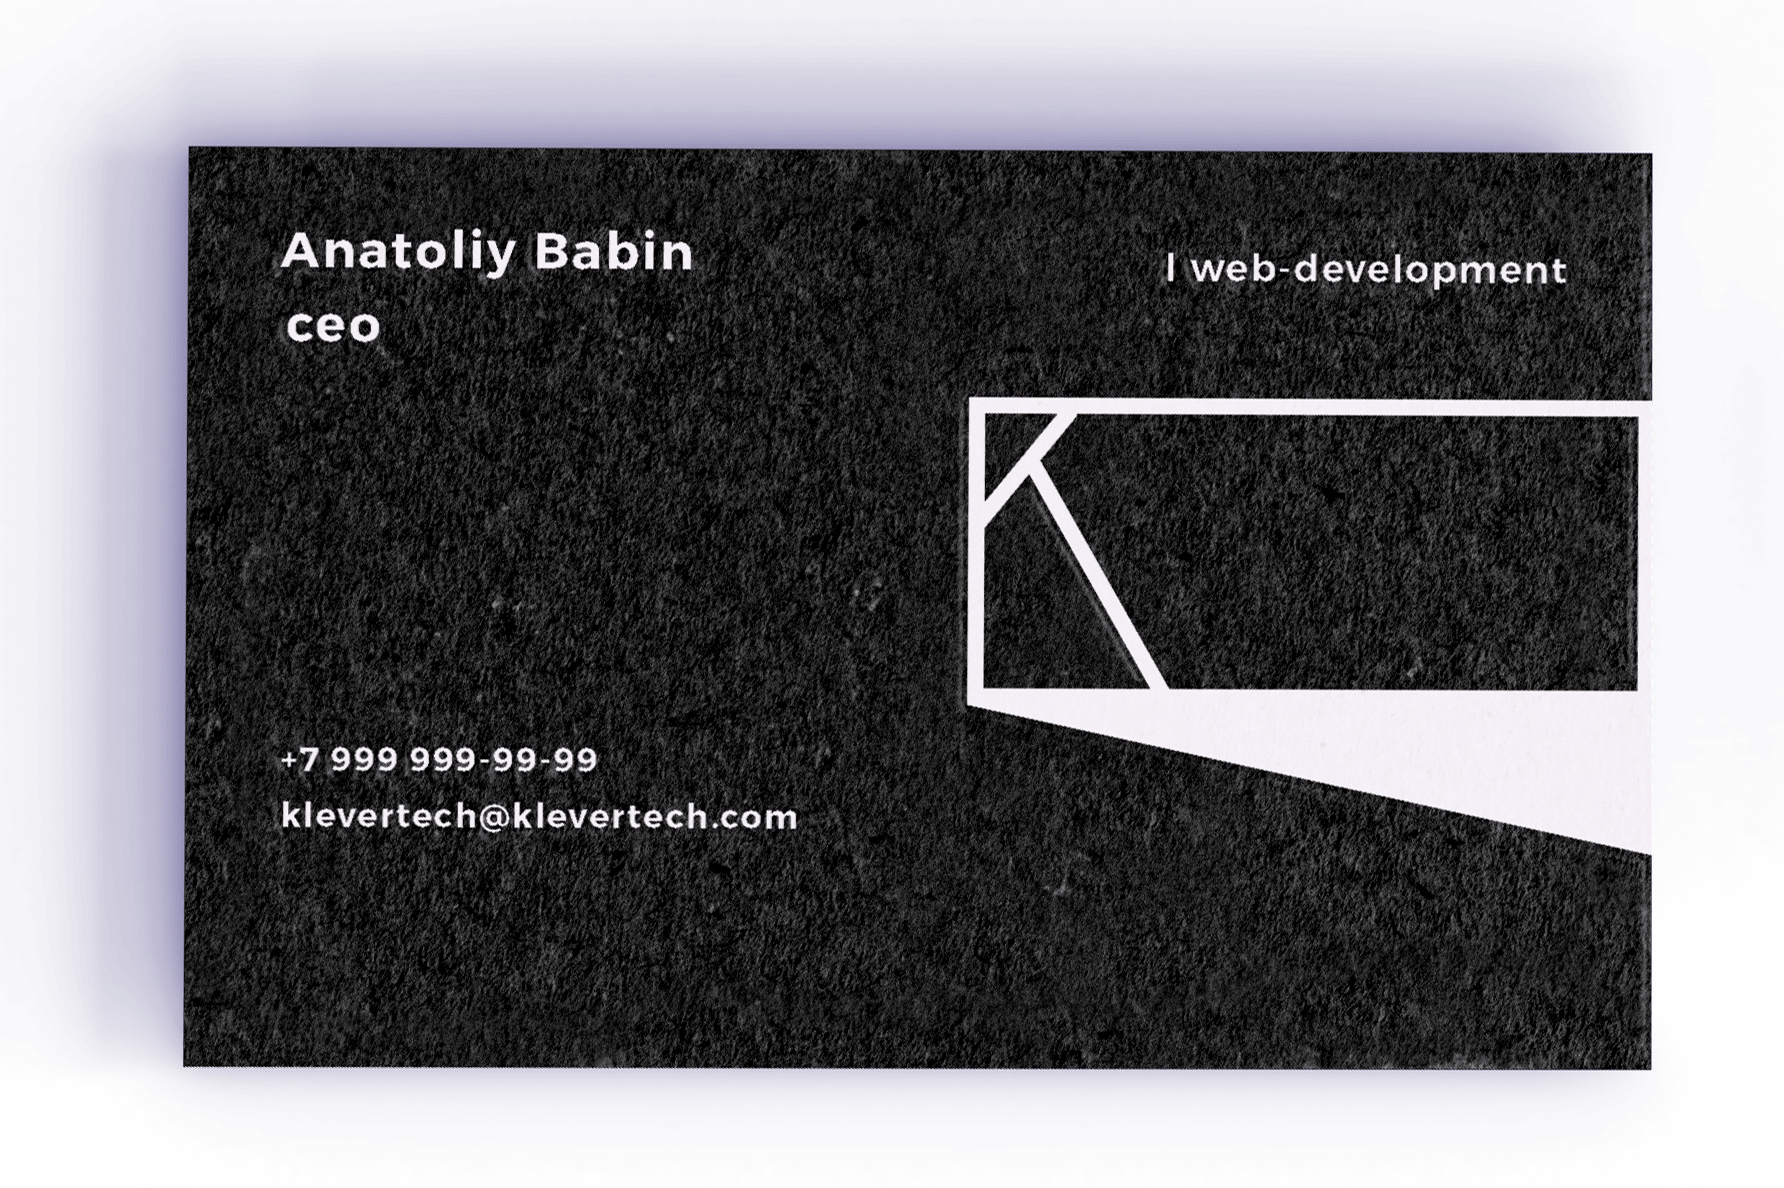 Anatoliy Babin
ceo
| web-development
K
+7 999 999-99-99
klevertech@klevertech.com